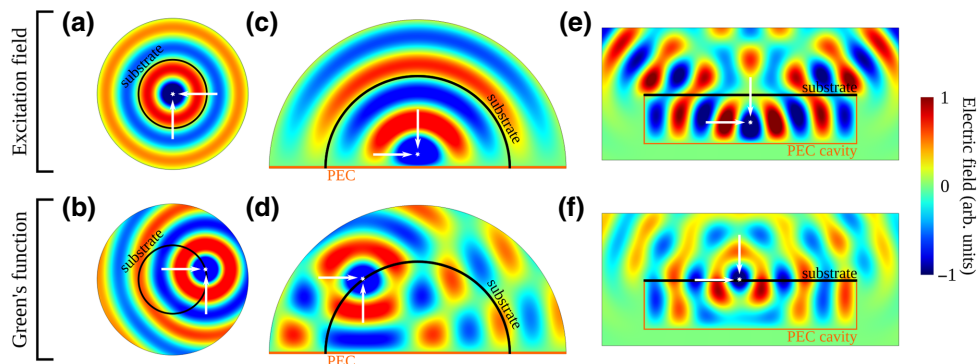 Excitation field
(a)
substrate
(c)
substrate
PEC
(e)
substrate
PEC cavity
Green's function
(b)
substrate
(d)
substrate
PEC
(f)
substrate
PEC cavity
1
0
−1
Electric field (arb. units)